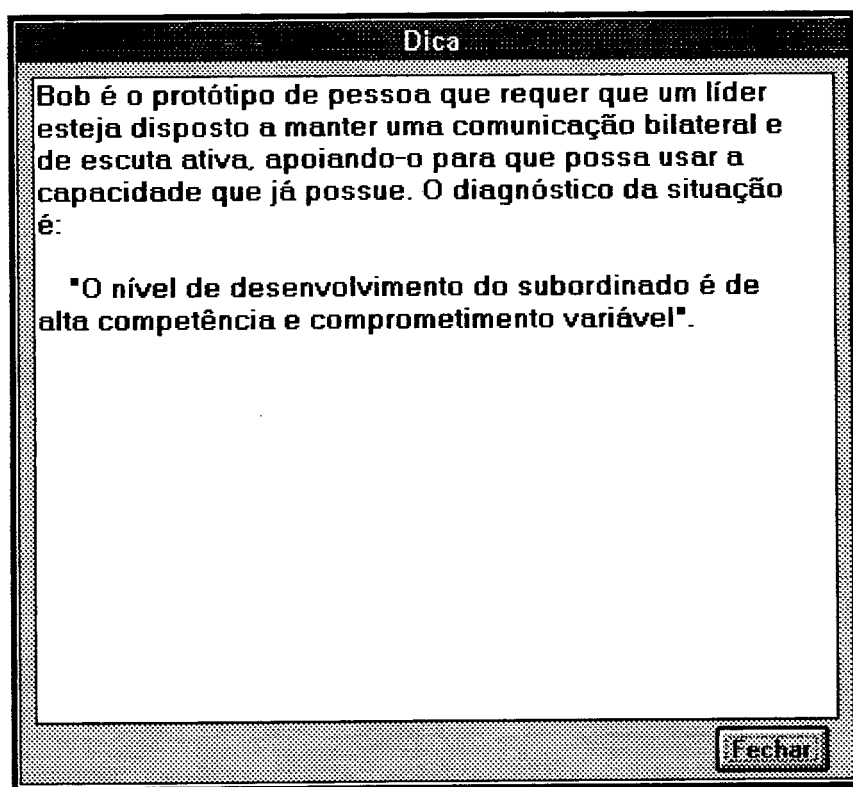 Dica
Bob é o protótipo de pessoa que requer que um líder
esteja disposto a manter uma comunicação bilateral e
de escuta ativa, apoiando-o para que possa usar a
capacidade que já possue. O diagnóstico da situação
é:
"O nível de desenvolvimento do subordinado é de
alta competência e comprometimento variável".
Fechar